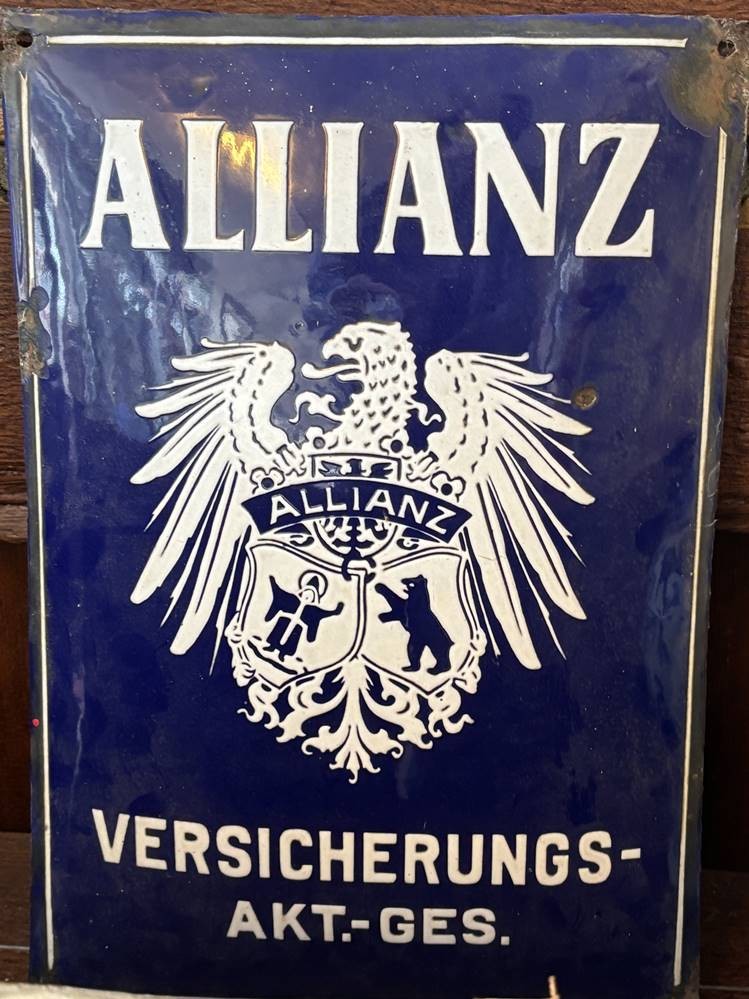 ALLIANZ
ALLIANZ
VERSICHERUNGS-
AKT.-GES.